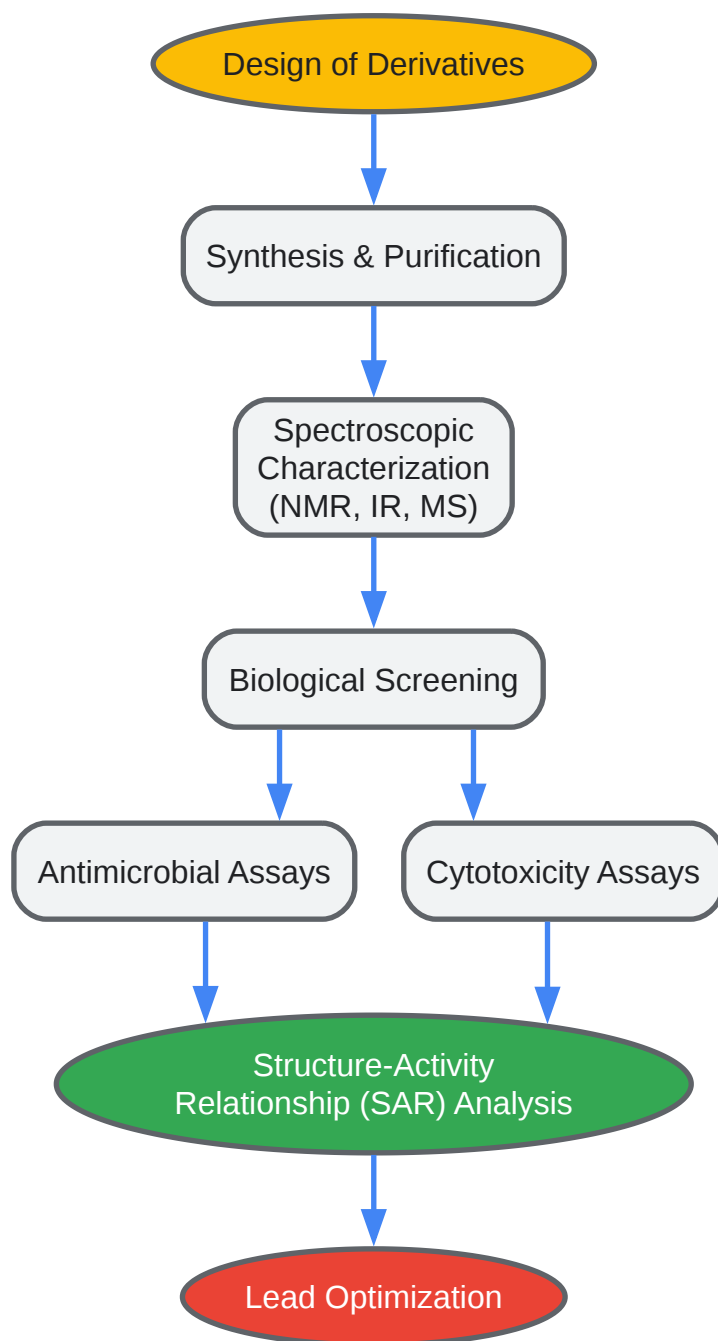 Design of Derivatives
Synthesis & Purification
Spectroscopic
Characterization
(NMR, IR, MS)
Biological Screening
Antimicrobial Assays
Cytotoxicity Assays
Structure-Activity
Relationship (SAR) Analysis
Lead Optimization